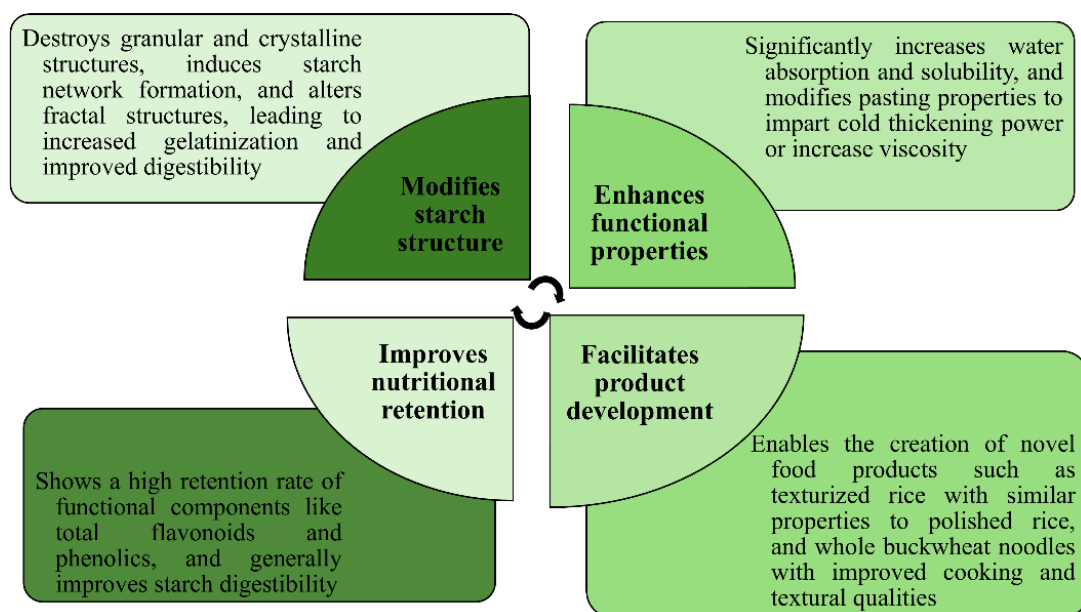 Destroys granular and crystalline
structures, induces starch
network formation, and alters
fractal structures, leading to
increased gelatinization and
improved digestibility
Significantly increases water
absorption and solubility, and
modifies pasting properties to
impart cold thickening power
or increase viscosity
Modifies
starch
structure
Enhances
functional
properties
Improves
nutritional
retention
Facilitates
product
development
Shows a high retention rate of
functional components like
total flavonoids and
phenolics, and generally
improves starch digestibility
Enables the creation of novel
food products such as
texturized rice with similar
properties to polished rice,
and whole buckwheat noodles
with improved cooking and
textural qualities